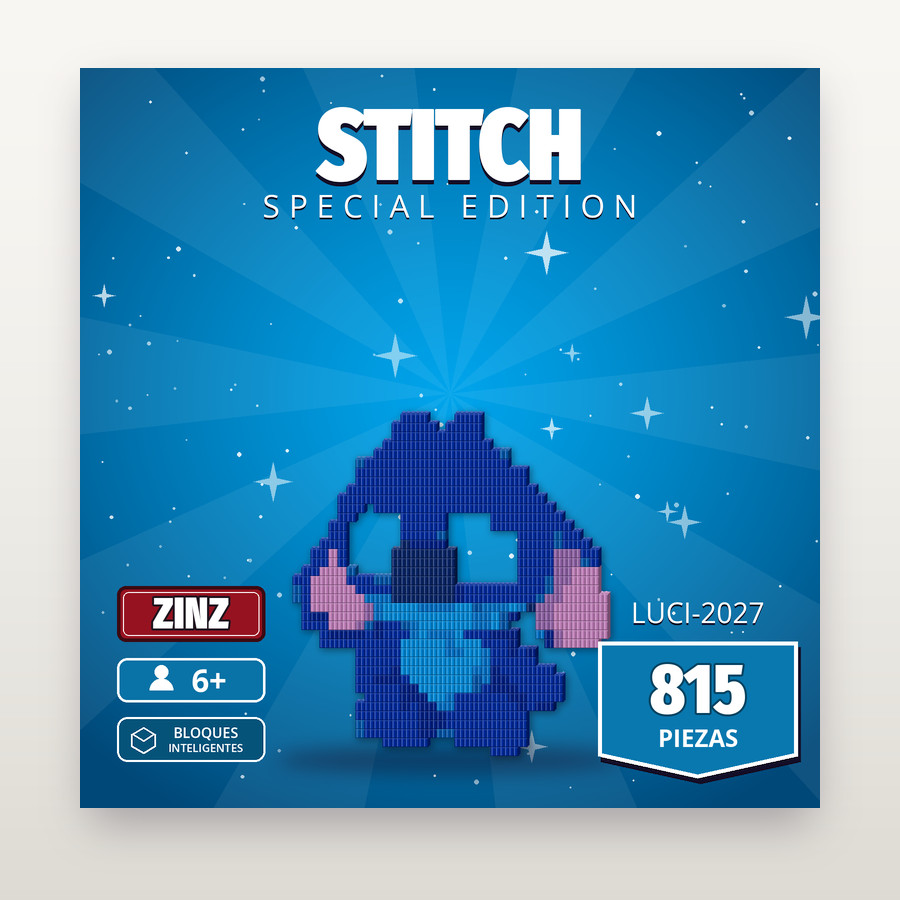 STITCH
SPECIAL EDITION
ZINZ
6+
BLOQUES
INTELIGENTES
LUCI-2027
815
PIEZAS